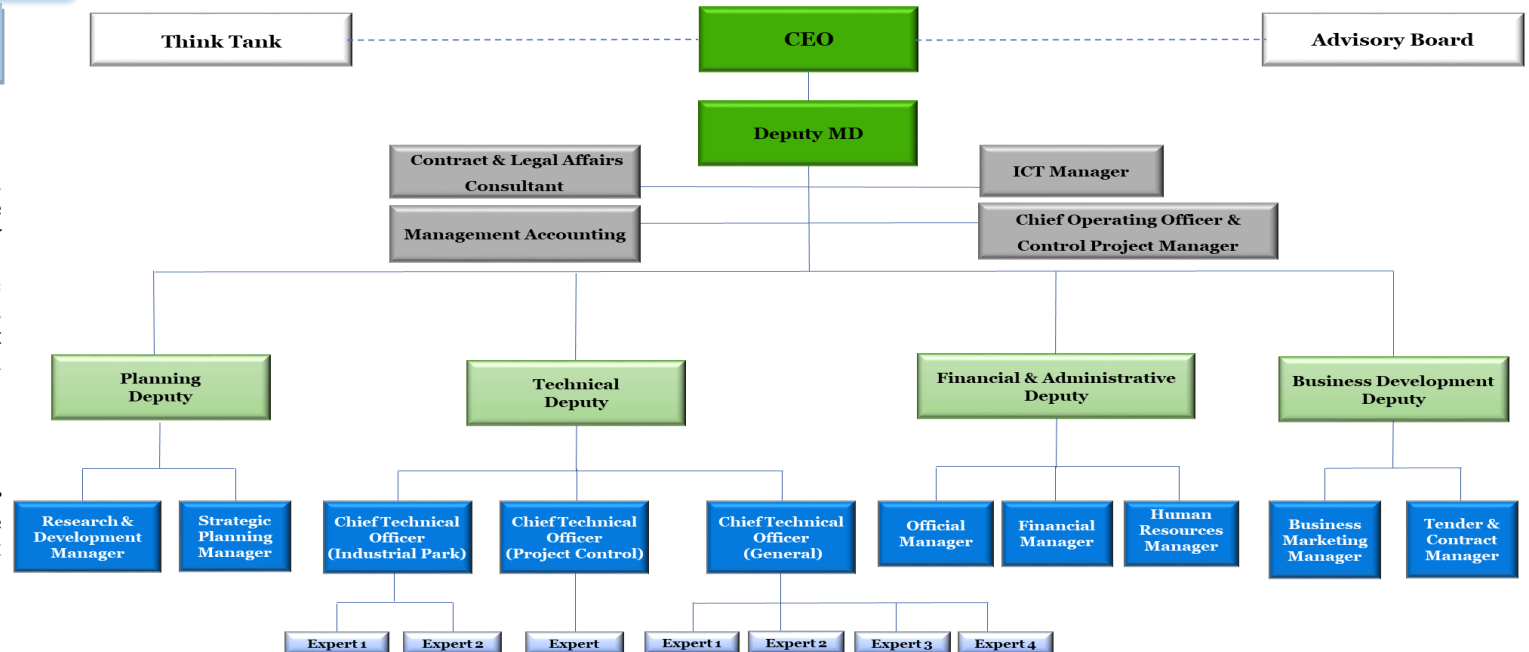 Think Tank
CEO
Advisory Board
Deputy MD
Contract & Legal Affairs
Consultant
ICT Manager
Management Accounting
Chief Operating Officer &
Control Project Manager
Planning
Deputy
Technical
Deputy
Financial & Administrative
Deputy
Business Development
Deputy
Research &
Development
Manager
Strategic
Planning
Manager
Chief Technical
Officer
(Industrial Park)
Chief Technical
Officer
(Project Control)
Chief Technical
Officer
(General)
Official
Manager
Financial
Manager
Human
Resources
Manager
Business
Marketing
Manager
Tender &
Contract
Manager
Expert 1
Expert 2
Expert
Expert 1
Expert 2
Expert 3
Expert 4